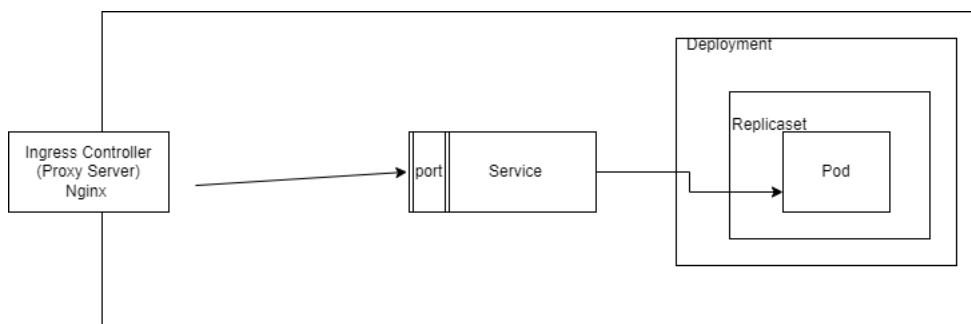 Deployment
Replicaset
Ingress Controller
(Proxy Server)
Nginx
port
Service
Pod